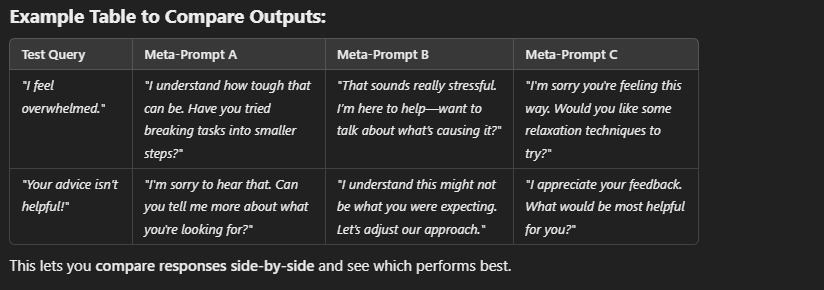 Example Table to Compare Outputs:
Test Query Meta-Prompt A Meta-Prompt B Meta-Prompt C
"I feel
overwhelmed."
"I understand how tough that
can be. Have you tried
breaking tasks into smaller
steps?"
"That sounds really stressful.
I'm here to help—want to
talk about what's causing it?"
"I'm sorry you're feeling this
way. Would you like some
relaxation techniques to
try?"
"Your advice isn't
helpful!"
"I'm sorry to hear that. Can
you tell me more about what
you're looking for?"
"I understand this might not
be what you were expecting.
Let's adjust our approach."
"I appreciate your feedback.
What would be most helpful
for you?"
This lets you compare responses side-by-side and see which performs best.